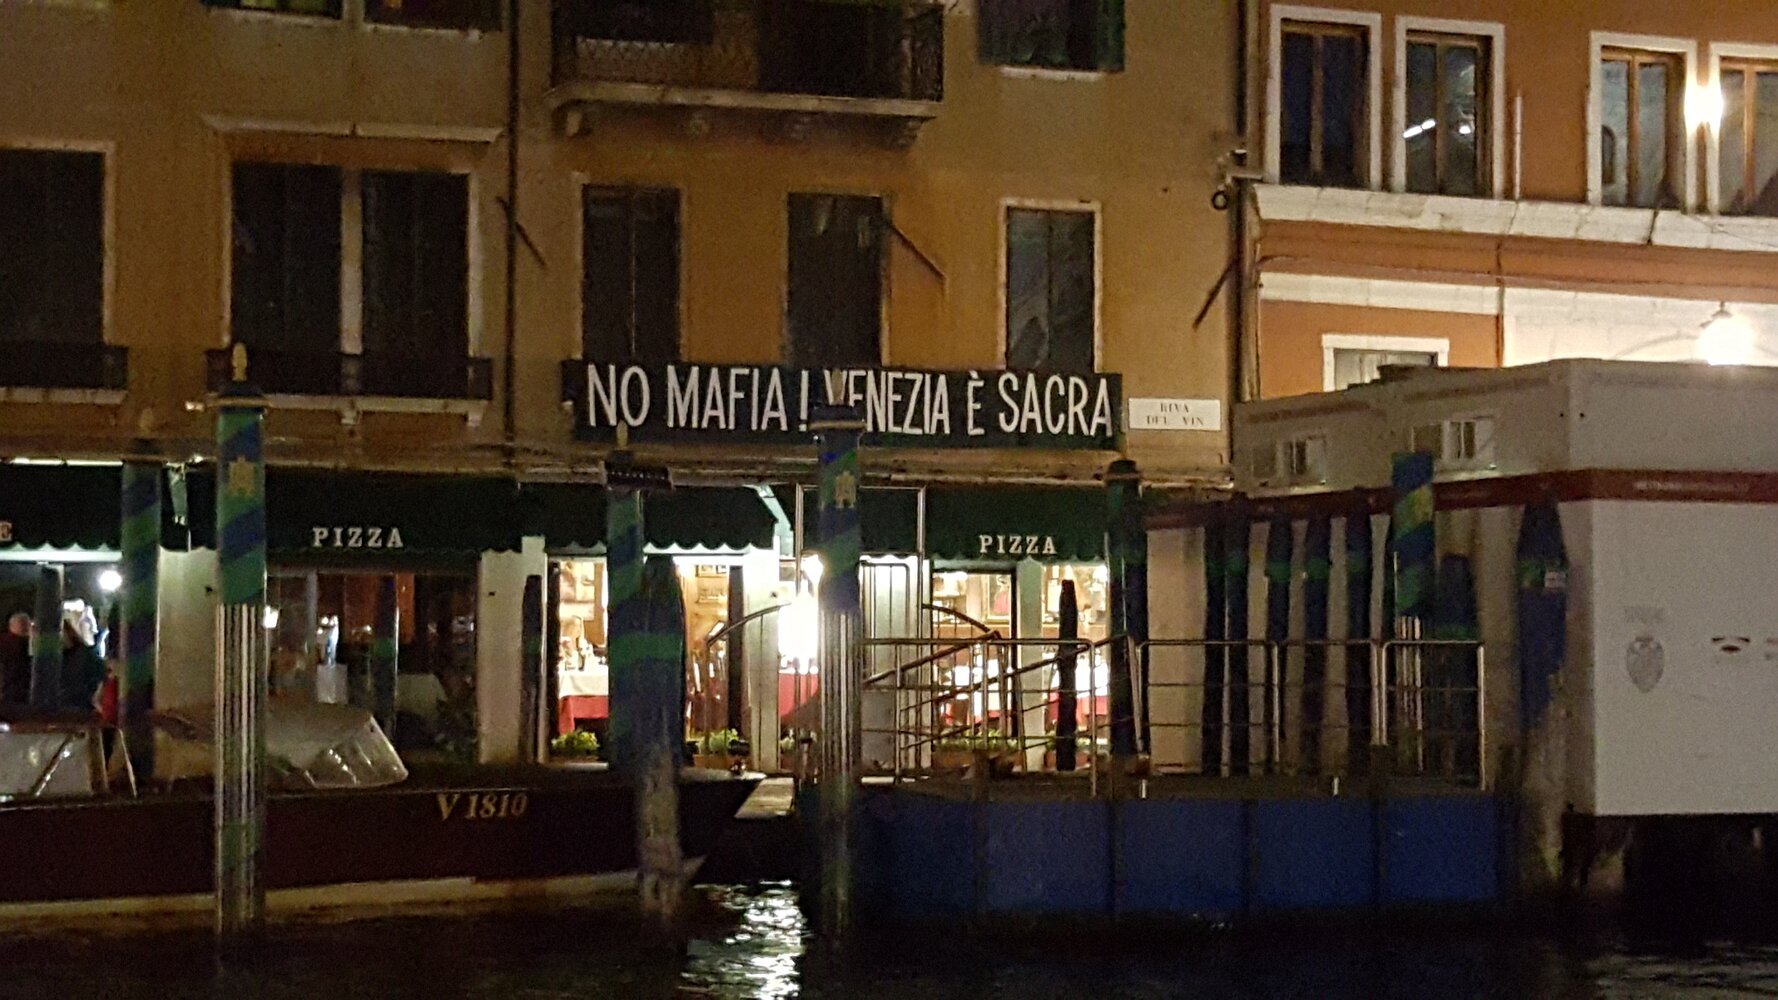 NO MAFIA! VENEZIA È SACRA
RIVA
DEL VIN
E
PIZZA
PIZZA
V 1810